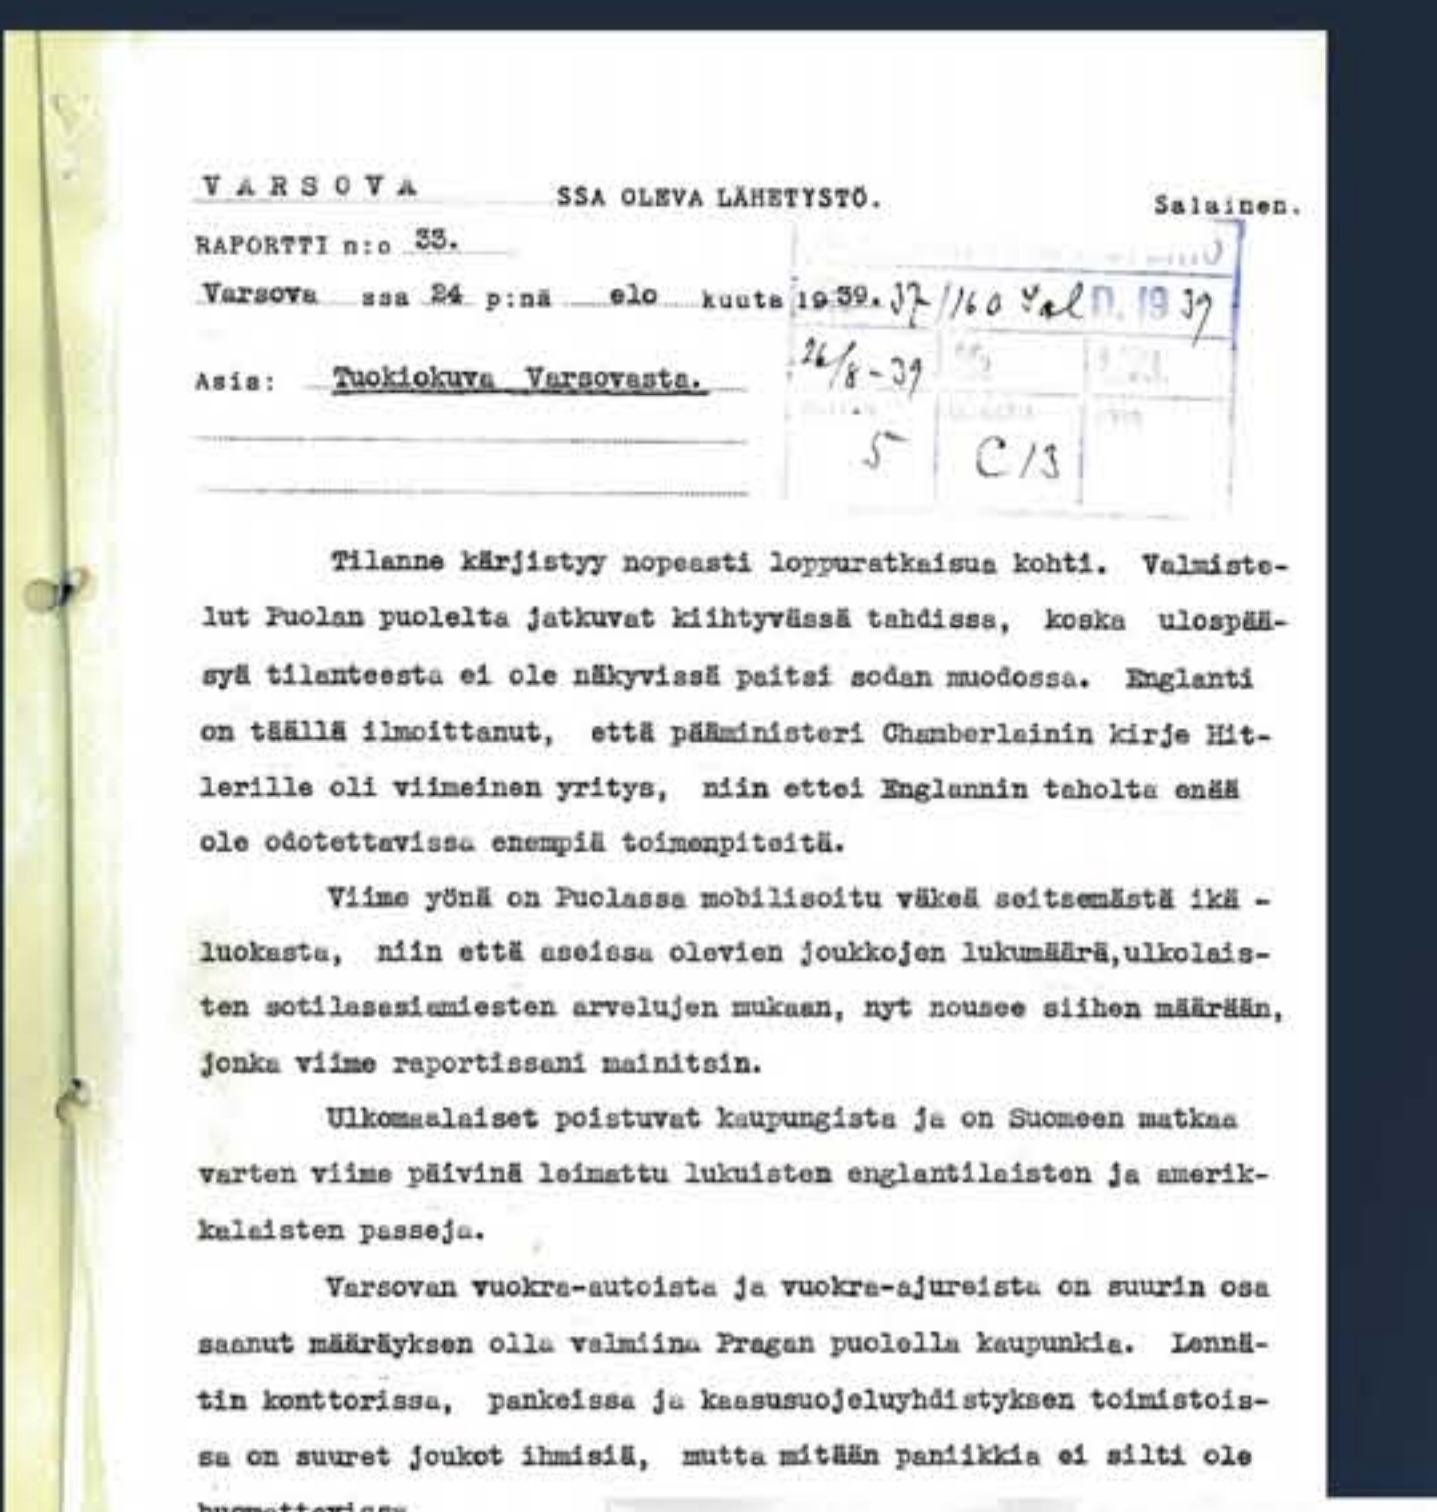 VARSOVA SSA OLEVA LÄHETYSTÖ. Salainen.
RAPORTTI n:o 33.
Varsova ssa 24 p:nä elo kuuta 1939. 37/160 Sal D. 19 39
Asia: Tuokiokuva Varsovasta. 26/8-39
5 C 13
Tilanne kärjistyy nopeasti loppuratkaisua kohti. Valmiste-
lut Puolan puolelta jatkuvat kiihtyvässä tahdissa, koska ulospää-
syä tilanteesta ei ole näkyvissä paitsi sodan muodossa. Englanti
on täällä ilmoittanut, että pääministeri Chamberlainin kirje Hit-
lerille oli viimeinen yritys, niin ettei Englannin taholta enää
ole odotettavissa enempiä toimenpiteitä.
Viime yönä on Puolassa mobilisoitu väkeä seitsemästä ikä -
luokasta, niin että aseissa olevien joukkojen lukumäärä,ulkolais-
ten sotilasasiamiesten arvelujen mukaan, nyt nousee siihen määrään,
jonka viime raportissani mainitsin.
Ulkomaalaiset poistuvat kaupungista ja on Suomeen matkaa
varten viime päivinä leimattu lukuisten englantilaisten ja amerik-
kalaisten passeja.
Varsovan vuokra-autoista ja vuokra-ajureista on suurin osa
saanut määräyksen olla valmiina Pragan puolella kaupunkia. Lennä-
tin konttorissa, pankeissa ja kaasusuojeluyhdistyksen toimistois-
sa on suuret joukot ihmisiä, mutta mitään paniikkia ei silti ole